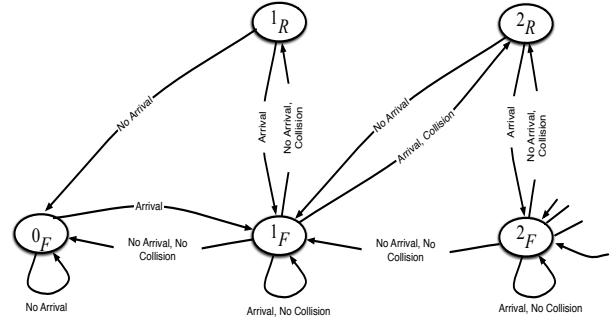 1R
2R
No Arrival
Arrival
No Arrival,
Collision
No Arrival
Arrival, Collision
Arrival
No Arrival,
Collision
Arrival
0F
1F
2F
No Arrival, No
Collision
No Arrival, No
Collision
No Arrival
Arrival, No Collision
Arrival, No Collision